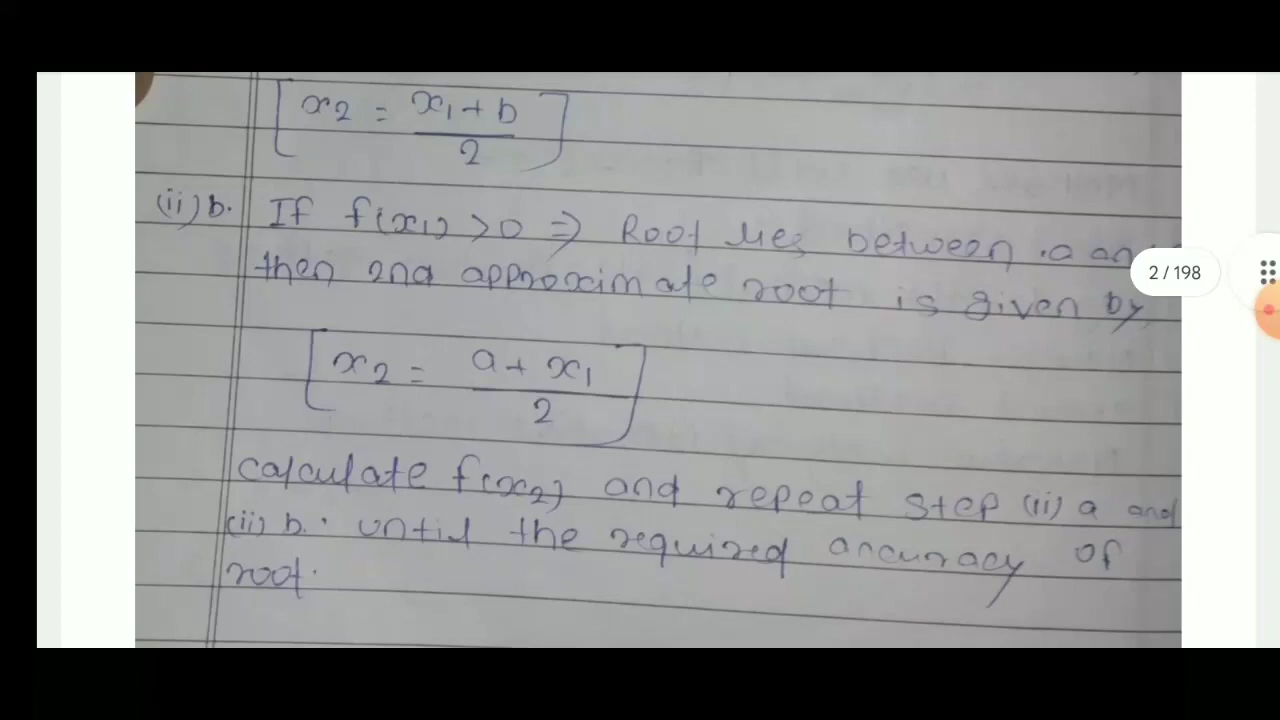 [x₂ = x₁ + b / 2]
(ii) b. If f(x₁) > 0 ⇒ Root lies between a
then 2nd approximate root is given by
[x₂ = a + x₁ / 2]
calculate f(x₂) and repeat step (ii) a and
(ii) b. until the required accuracy of
root.
2 / 198